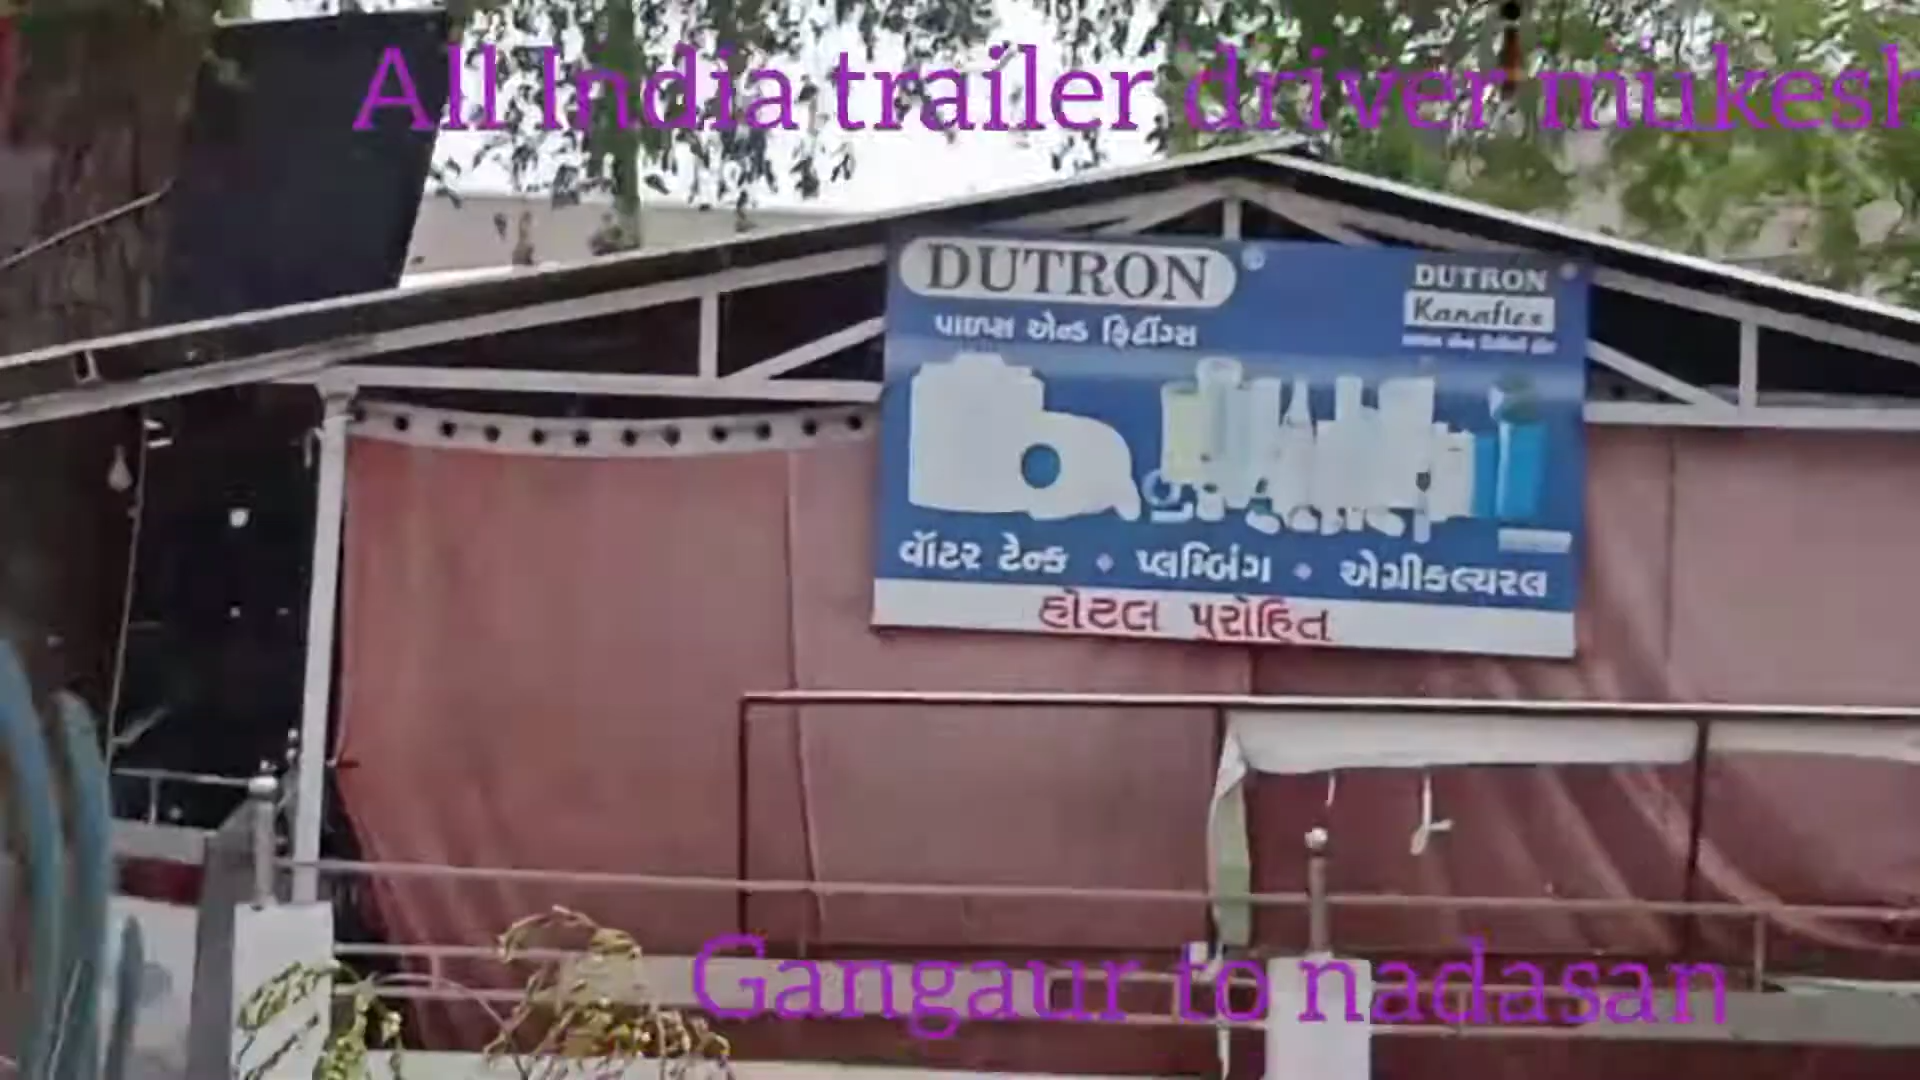 All India trailer driver mukesh
DUTRON
પાઇપ્સ એન્ડ ફિટીંગ્સ
DUTRON
Kanaflex
વૉટર ટેન્ક • પ્લમ્બિંગ • એગ્રીકલ્ચરલ
હોટલ પુરોહિત
Gangaur to nadasan